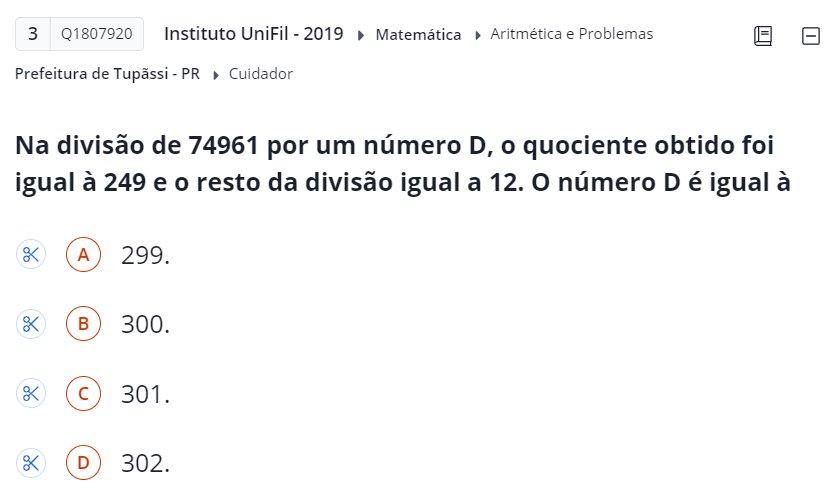 3 Q1807920 Instituto UniFil - 2019 Matemática Aritmética e Problemas
Prefeitura de Tupãssi - PR Cuidador
Na divisão de 74961 por um número D, o quociente obtido foi
igual à 249 e o resto da divisão igual a 12. O número D é igual à
A 299.
B 300.
C 301.
D 302.